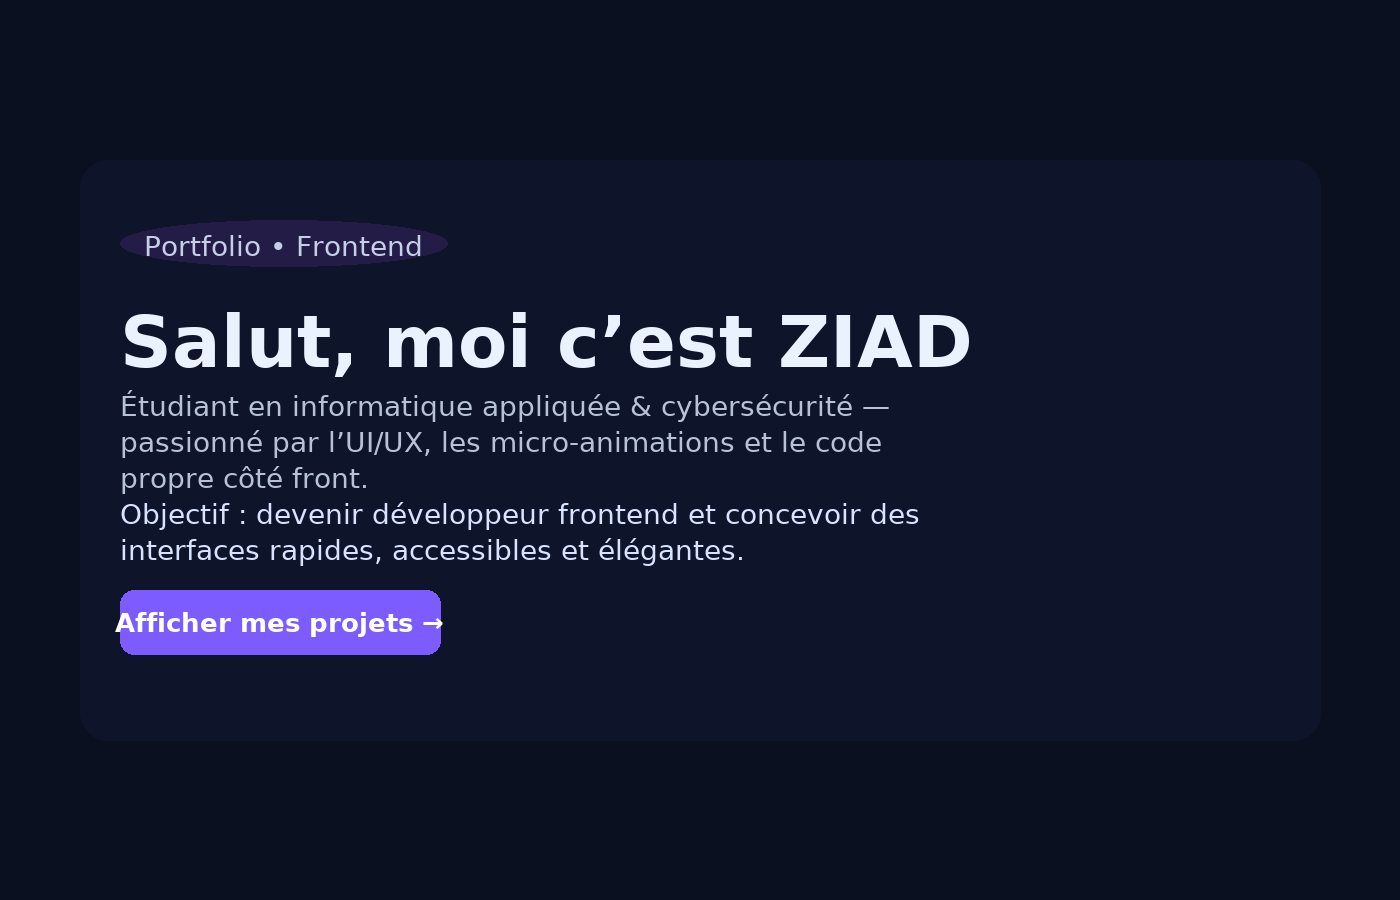 Portfolio • Frontend
Salut, moi c’est ZIAD
Étudiant en informatique appliquée & cybersécurité —
passionné par l’UI/UX, les micro-animations et le code
propre côté front.
Objectif : devenir développeur frontend et concevoir des
interfaces rapides, accessibles et élégantes.
Afficher mes projets →